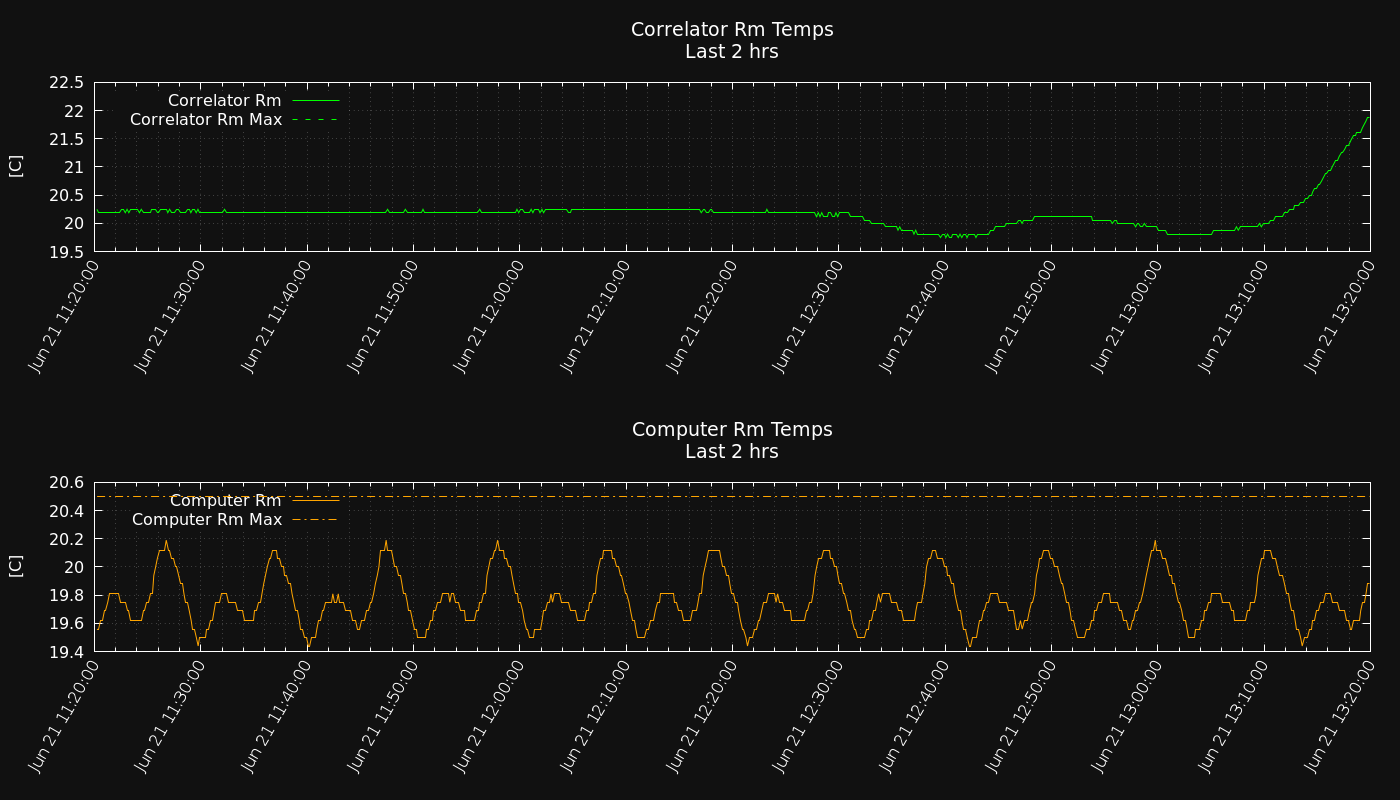 Correlator Rm Temps
Last 2 hrs
22.5
22
21.5
21
20.5
20
19.5
[C]
Correlator Rm
Correlator Rm Max
Jun 21 11:20:00
Jun 21 11:30:00
Jun 21 11:40:00
Jun 21 11:50:00
Jun 21 12:00:00
Jun 21 12:10:00
Jun 21 12:20:00
Jun 21 12:30:00
Jun 21 12:40:00
Jun 21 12:50:00
Jun 21 13:00:00
Jun 21 13:10:00
Jun 21 13:20:00
Computer Rm Temps
Last 2 hrs
20.6
20.4
20.2
20
19.8
19.6
19.4
[C]
Computer Rm
Computer Rm Max
Jun 21 11:20:00
Jun 21 11:30:00
Jun 21 11:40:00
Jun 21 11:50:00
Jun 21 12:00:00
Jun 21 12:10:00
Jun 21 12:20:00
Jun 21 12:30:00
Jun 21 12:40:00
Jun 21 12:50:00
Jun 21 13:00:00
Jun 21 13:10:00
Jun 21 13:20:00